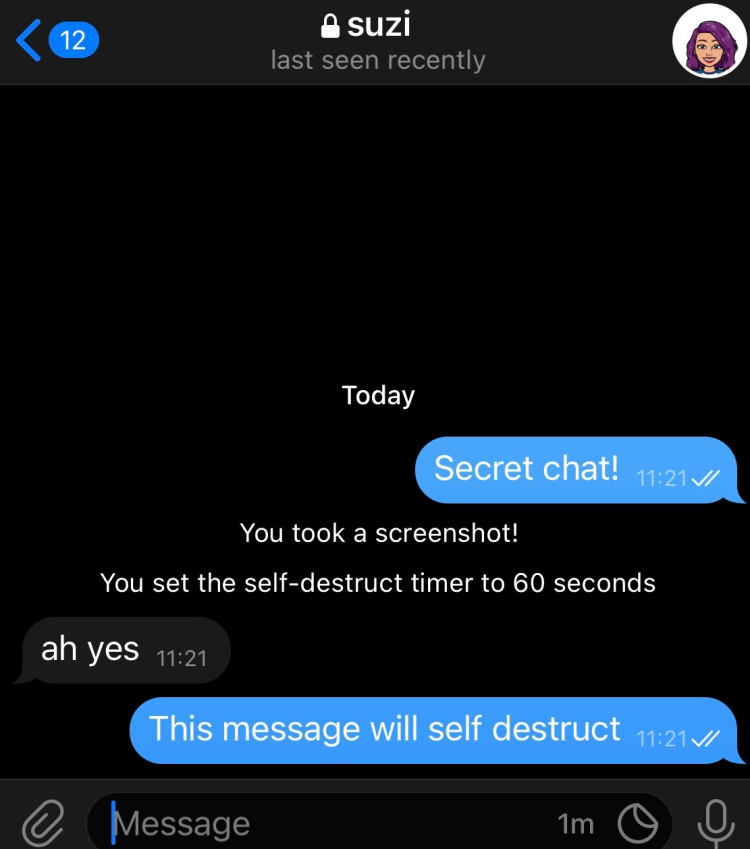 12
suzi
last seen recently
Today
Secret chat! 11:21
You took a screenshot!
You set the self-destruct timer to 60 seconds
ah yes 11:21
This message will self destruct 11:21
Message 1m